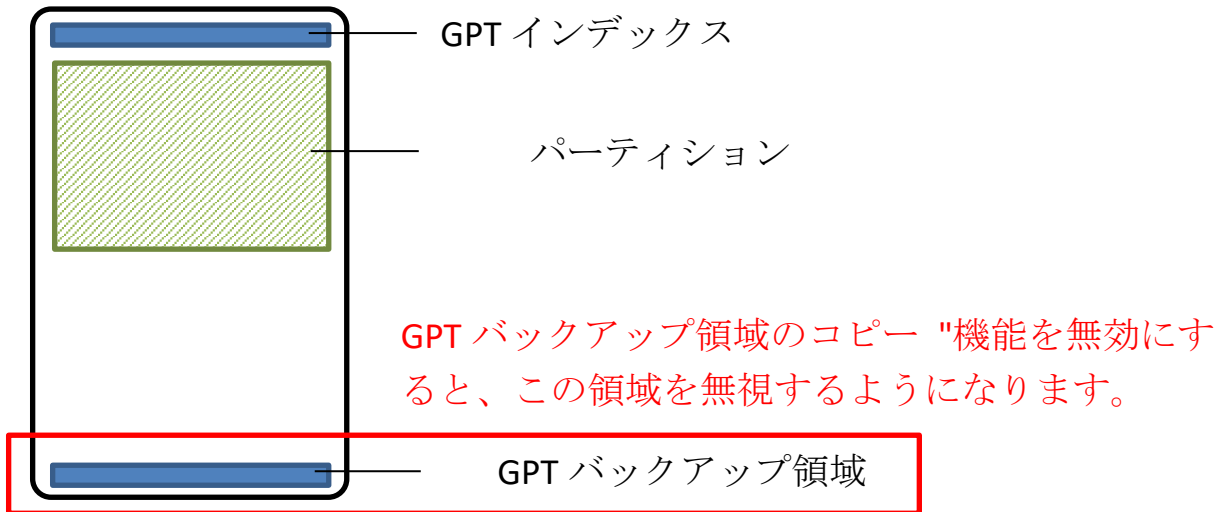 GPT インデックス
パーティション
GPT バックアップ領域のコピー "機能を無効にす
ると、この領域を無視するようになります。
GPT バックアップ領域